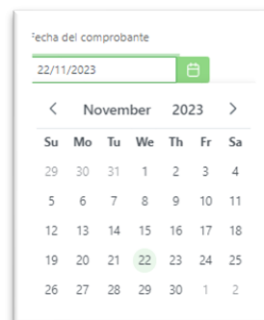 Fecha del comprobante
22/11/2023
November 2023
Su Mo Tu We Th Fr Sa
29 30 31 1 2 3 4
5 6 7 8 9 10 11
12 13 14 15 16 17 18
19 20 21 22 23 24 25
26 27 28 29 30 1 2